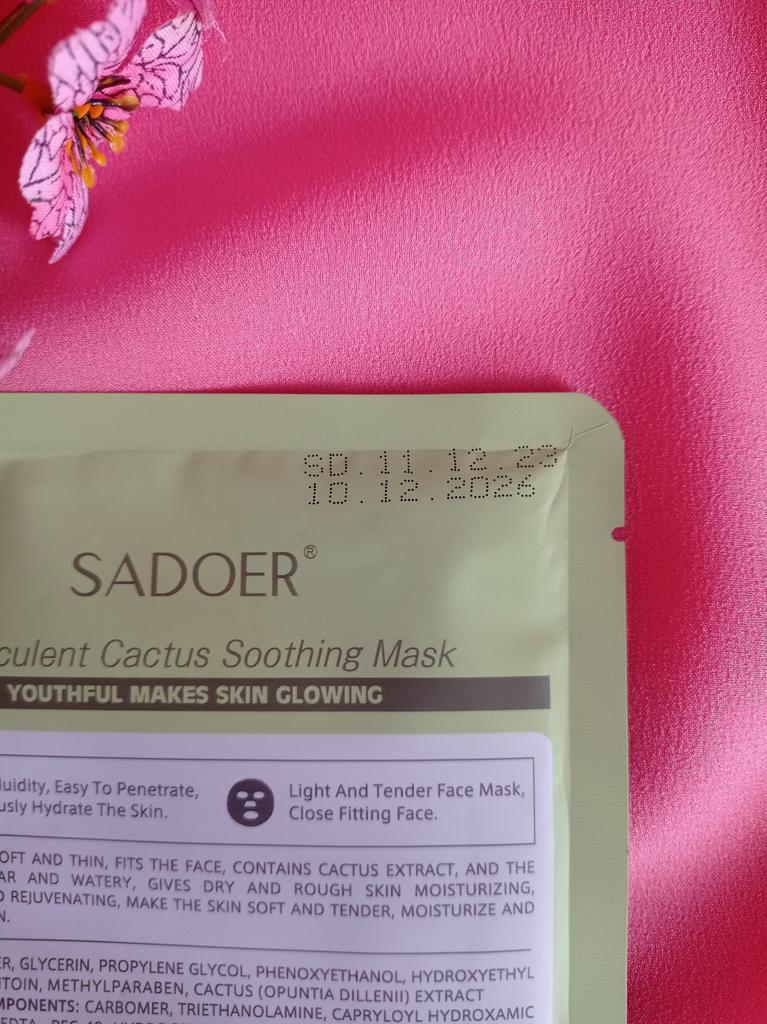 SD.11.12.23
10.12.2026
SADOER®
culent Cactus Soothing Mask
YOUTHFUL MAKES SKIN GLOWING
luidity, Easy To Penetrate,
usly Hydrate The Skin.
Light And Tender Face Mask,
Close Fitting Face.
OFT AND THIN, FITS THE FACE, CONTAINS CACTUS EXTRACT, AND THE
AR AND WATERY, GIVES DRY AND ROUGH SKIN MOISTURIZING,
REJUVENATING, MAKE THE SKIN SOFT AND TENDER, MOISTURIZE AND
N.
ER, GLYCERIN, PROPYLENE GLYCOL, PHENOXYETHANOL, HYDROXYETHYL
TOIN, METHYLPARABEN, CACTUS (OPUNTIA DILLENII) EXTRACT
MPONENTS: CARBOMER, TRIETHANOLAMINE, CAPRYLOYL HYDROXAMIC